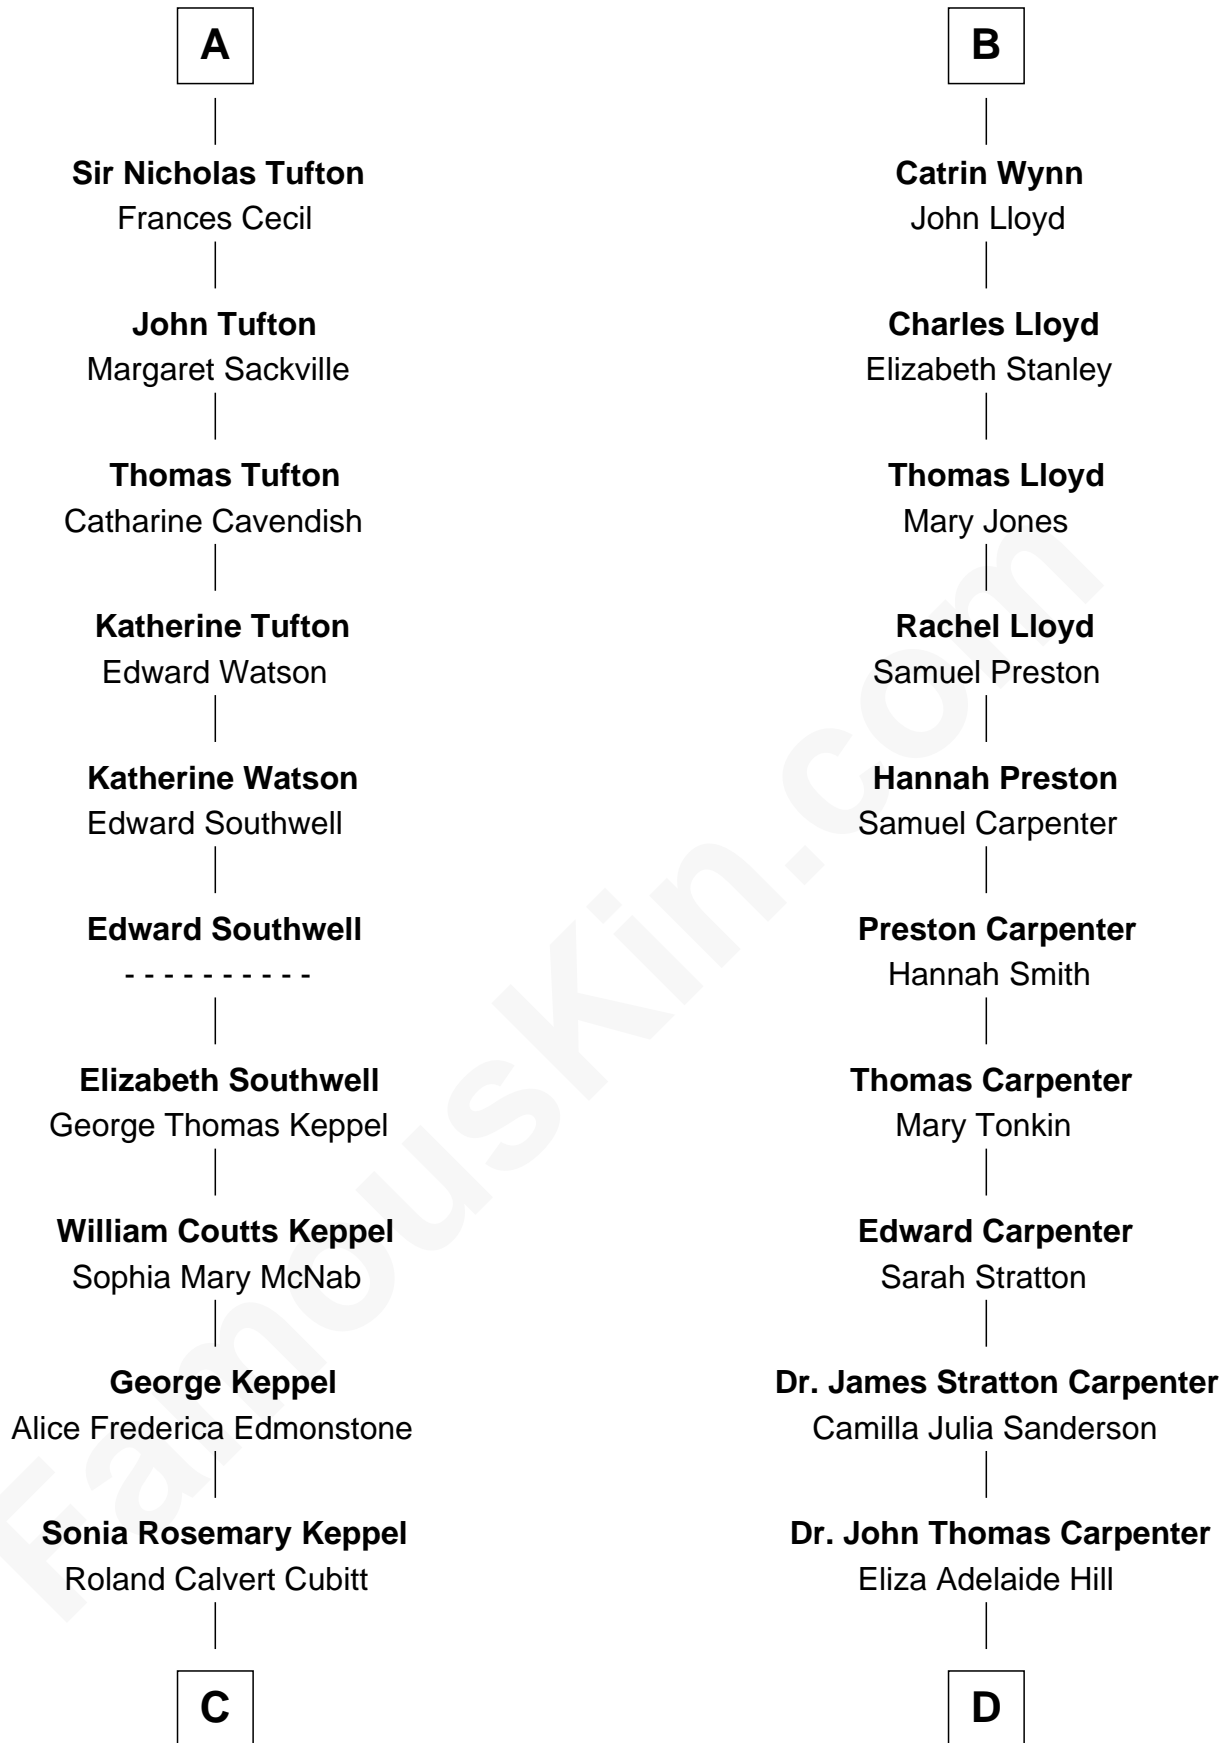 A
Sir Nicholas Tufton
Frances Cecil
John Tufton
Margaret Sackville
Thomas Tufton
Catharine Cavendish
Katherine Tufton
Edward Watson
Katherine Watson
Edward Southwell
Edward Southwell
- - - - - - - - - -
Elizabeth Southwell
George Thomas Keppel
William Coutts Keppel
Sophia Mary McNab
George Keppel
Alice Frederica Edmonstone
Sonia Rosemary Keppel
Roland Calvert Cubitt
C
B
Catrin Wynn
John Lloyd
Charles Lloyd
Elizabeth Stanley
Thomas Lloyd
Mary Jones
Rachel Lloyd
Samuel Preston
Hannah Preston
Samuel Carpenter
Preston Carpenter
Hannah Smith
Thomas Carpenter
Mary Tonkin
Edward Carpenter
Sarah Stratton
Dr. James Stratton Carpenter
Camilla Julia Sanderson
Dr. John Thomas Carpenter
Eliza Adelaide Hill
D
FamousKin.com